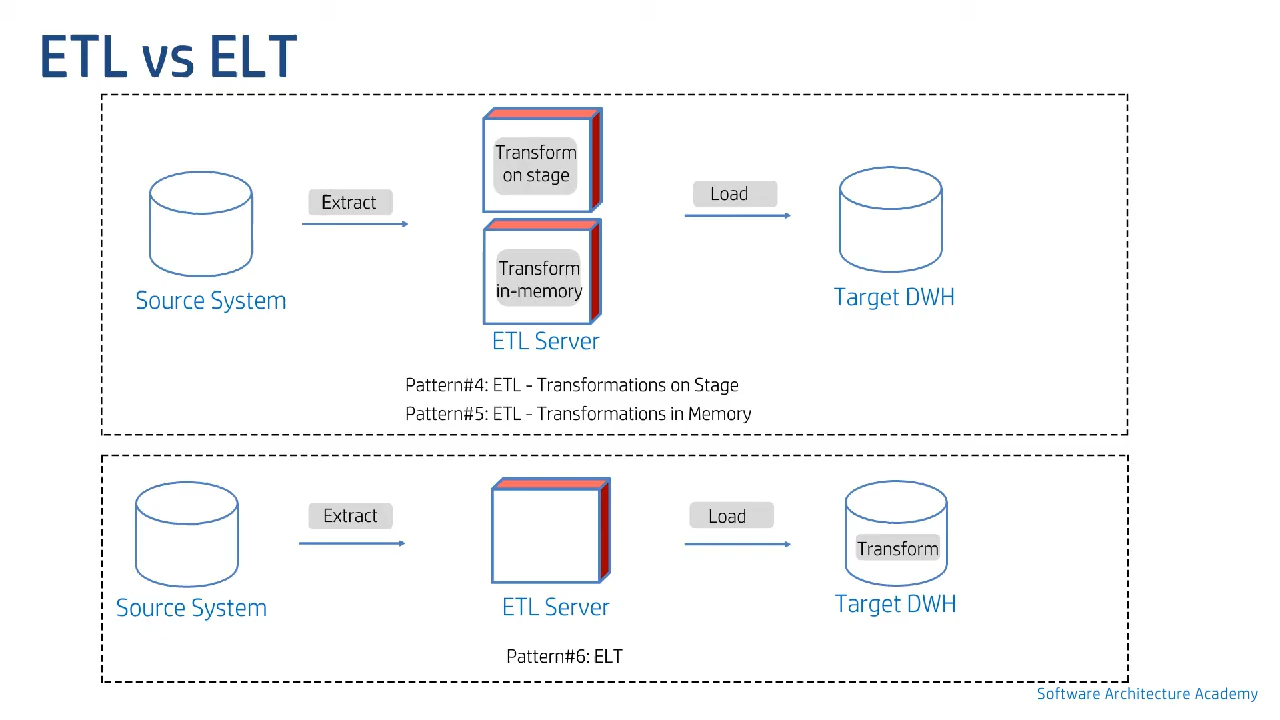 ETL vs ELT
Transform
on stage
Extract
Load
Transform
in-memory
Source System
Target DWH
ETL Server
Pattern#4: ETL - Transformations on Stage
Pattern#5: ETL - Transformations in Memory
Extract
Load
Transform
Source System
ETL Server
Target DWH
Pattern#6: ELT
Software Architecture Academy